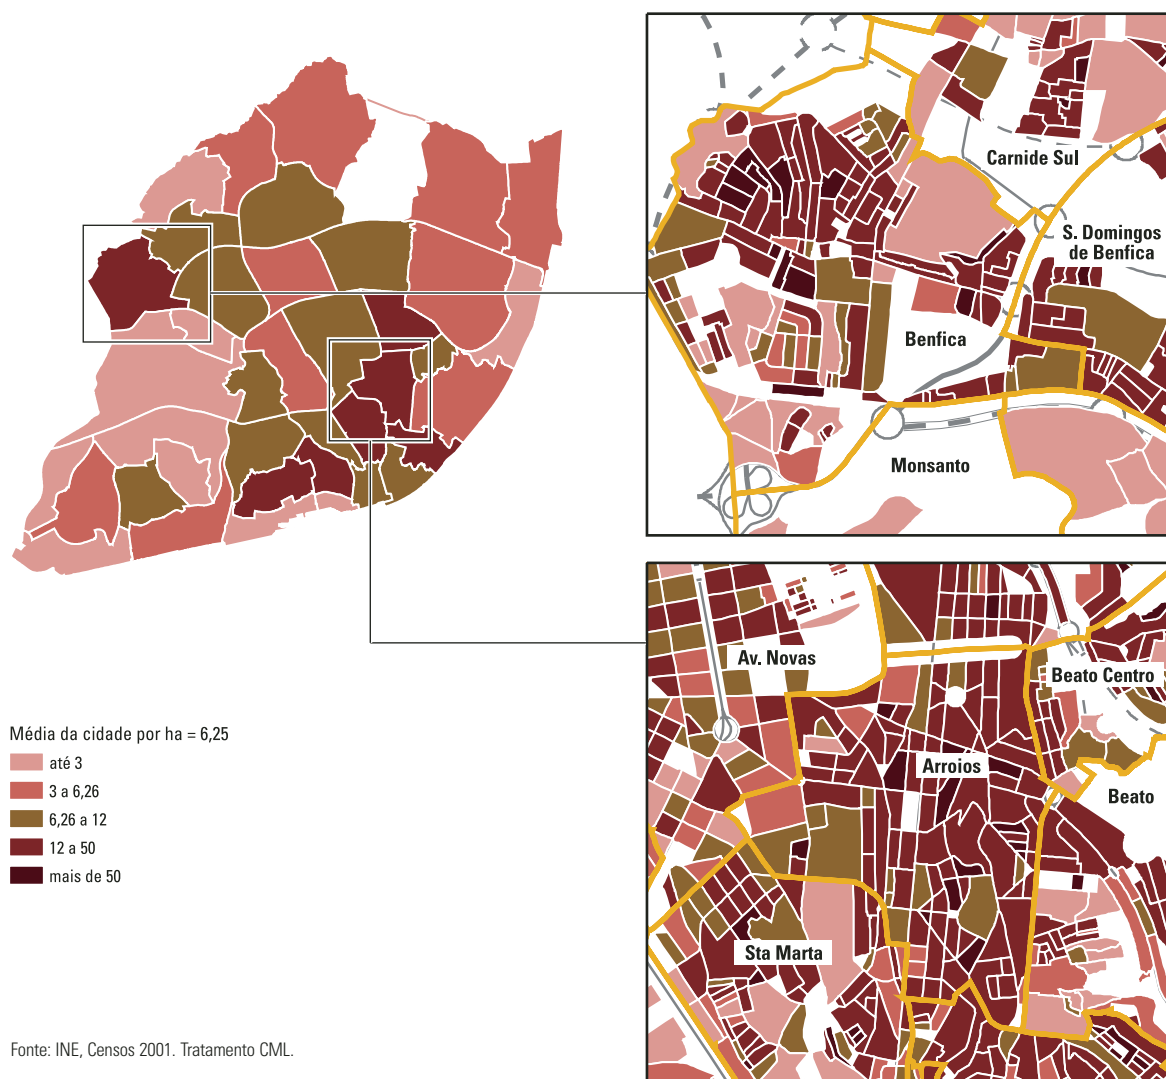 Carnide Sul
S. Domingos
de Benfica
Benfica
Monsanto
Av. Novas
Beato Centro
Arroios
Beato
Sta Marta
Média da cidade por ha = 6,25
até 3
3 a 6,26
6,26 a 12
12 a 50
mais de 50
Fonte: INE, Censos 2001. Tratamento CML.